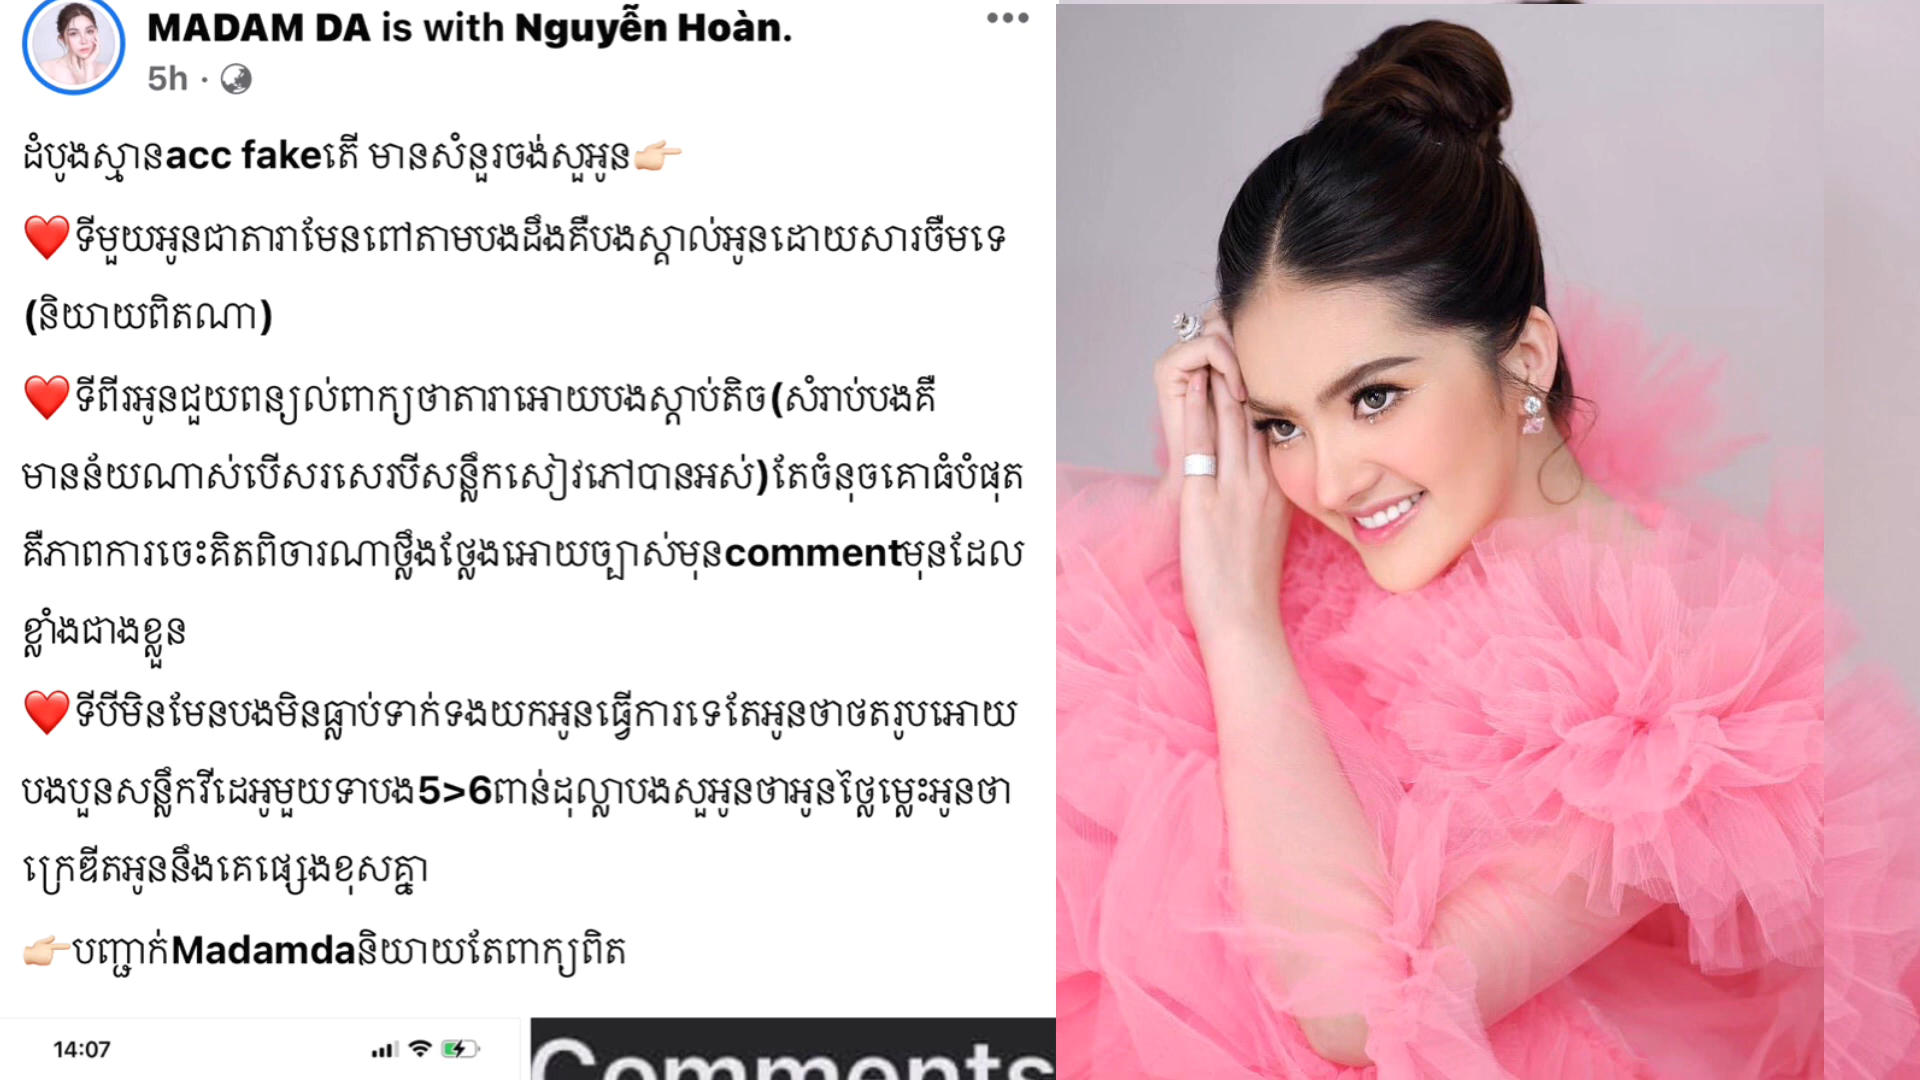 MADAM DA is with Nguyễn Hoàn.
5h ·
ដំបូងស្មានacc fakeតើ មានសំនួរចង់សួអូន👉🏻
❤️ទីមួយអូនជាតារាមែនពៅតាមបងដឹងគឺបងស្គាល់អូនដោយសារចឺមទេ
(និយាយពិតណា)
❤️ទីពីរអូនជួយពន្យល់ពាក្យថាតារាអោយបងស្តាប់តិច(សំរាប់បងគឺ
មានន័យណាស់បើសរសេរបីសន្លឹកសៀវភៅបានអស់)តែចំនុចគោធំបំផុត
គឺភាពការចេះគិតពិចារណាថ្លឹងថ្លែងអោយច្បាស់មុនcommentមុនដែល
ខ្លាំងជាងខ្លួន
❤️ទីបីមិនមែនបងមិនធ្លាប់ទាក់ទងយកអូនធ្វើការទេតែអូនថាថតរូបអោយ
បងបួនសន្លឹកវីដេអូមួយទាបង5>6ពាន់ដុល្លាបងសួអូនថាអូនថ្លៃម្លេះអូនថា
ក្រេឌីតអូននឹងគេផ្សេងខុសគ្នា
👉🏻បញ្ជាក់Madamdaនិយាយតែពាក្យពិត
14:07
Comments